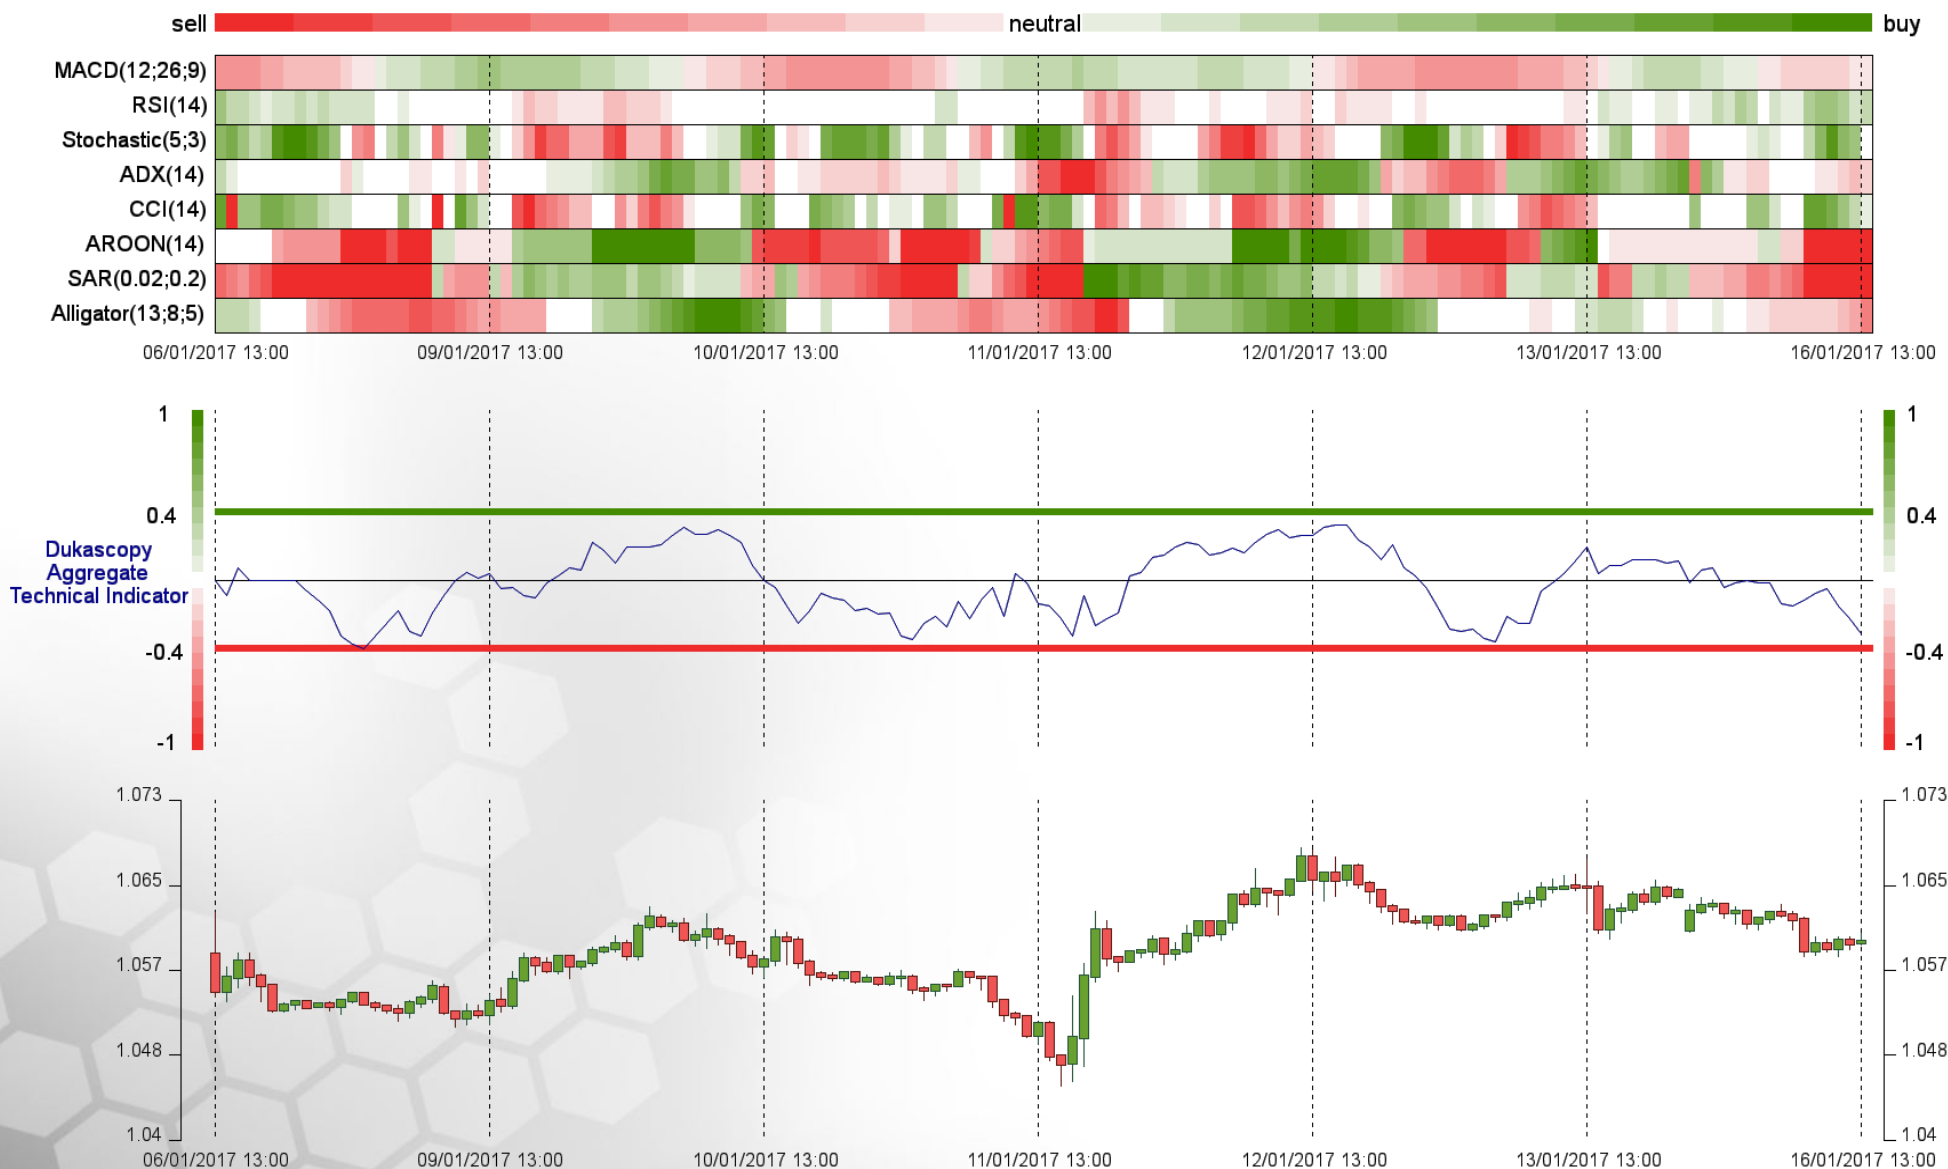 sell neutral buy
MACD(12;26;9)
RSI(14)
Stochastic(5;3)
ADX(14)
CCI(14)
AROON(14)
SAR(0.02;0.2)
Alligator(13;8;5)
06/01/2017 13:00 09/01/2017 13:00 10/01/2017 13:00 11/01/2017 13:00 12/01/2017 13:00 13/01/2017 13:00 16/01/2017 13:00
1 1
0.4 0.4
Dukascopy
Aggregate
Technical Indicator
-0.4 -0.4
-1 -1
1.073 1.073
1.065 1.065
1.057 1.057
1.048 1.048
1.04 1.04
06/01/2017 13:00 09/01/2017 13:00 10/01/2017 13:00 11/01/2017 13:00 12/01/2017 13:00 13/01/2017 13:00 16/01/2017 13:00